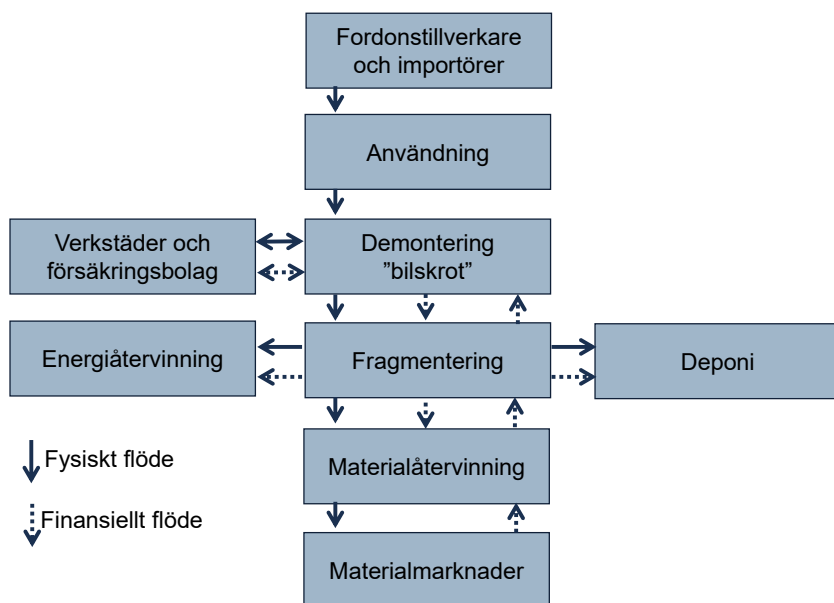 Fordonstillverkare
och importörer
Användning
Verkstäder och
försäkringsbolag
Demontering
”bilskrot”
Energiåtervinning
Fragmentering
Deponi
Fysiskt flöde
Materialåtervinning
Finansiellt flöde
Materialmarknader